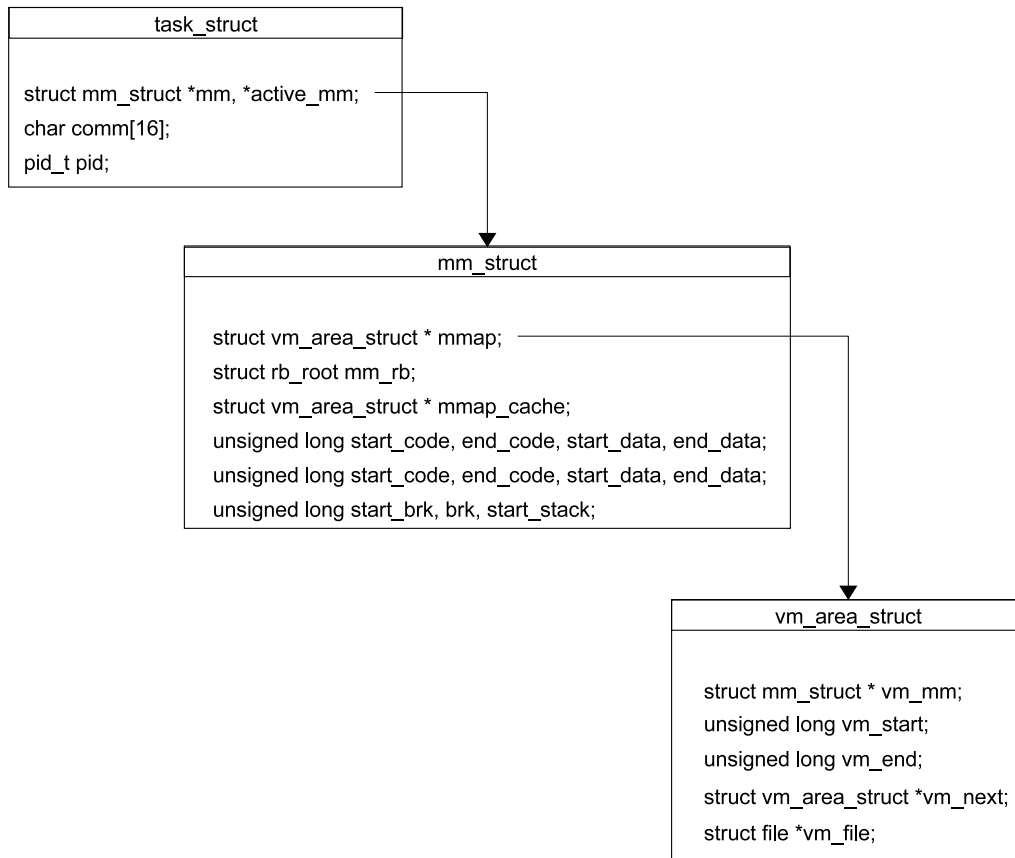 task_struct
struct mm_struct *mm, *active_mm;
char comm[16];
pid_t pid;
mm_struct
struct vm_area_struct * mmap;
struct rb_root mm_rb;
struct vm_area_struct * mmap_cache;
unsigned long start_code, end_code, start_data, end_data;
unsigned long start_code, end_code, start_data, end_data;
unsigned long start_brk, brk, start_stack;
vm_area_struct
struct mm_struct * vm_mm;
unsigned long vm_start;
unsigned long vm_end;
struct vm_area_struct *vm_next;
struct file *vm_file;